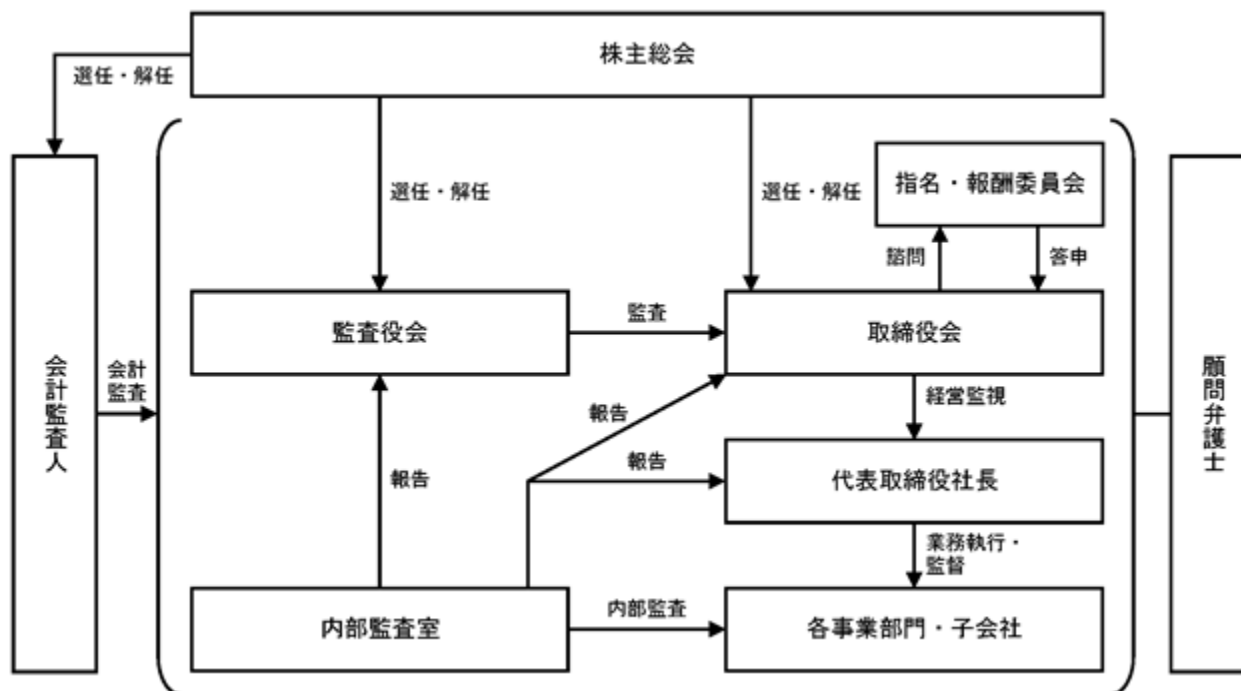 株主総会
選任・解任
指名・報酬委員会
選任・解任
選任・解任
諮問
答申
監査役会
監査
取締役会
会計監査人
会計
監査
顧問弁護士
経営監視
報告
報告
代表取締役社長
報告
業務執行・
監督
内部監査室
内部監査
各事業部門・子会社